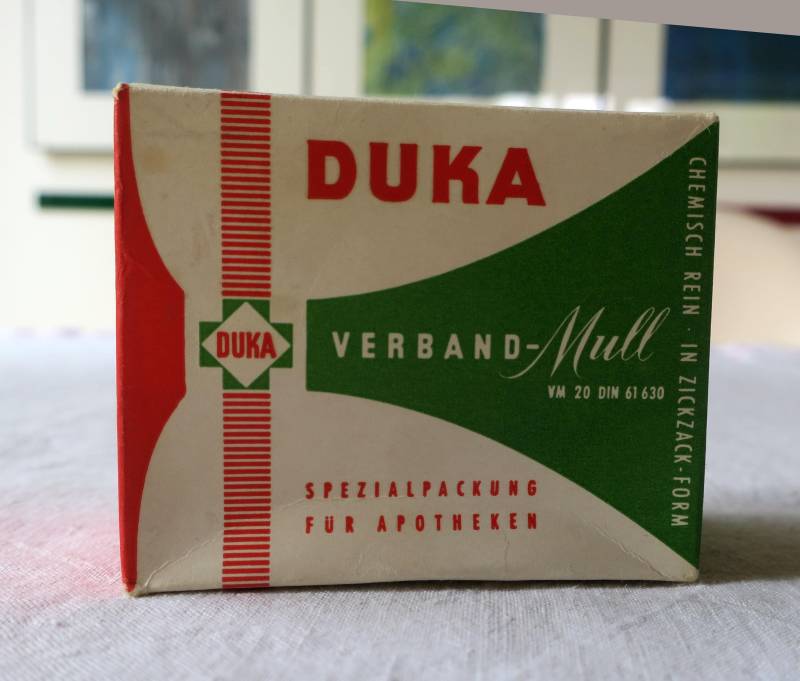 DUKA
DUKA
VERBAND-Mull
VM 20 DIN 61 630
SPEZIALPACKUNG
FÜR APOTHEKEN
CHEMISCH REIN · IN ZICKZACK-FORM